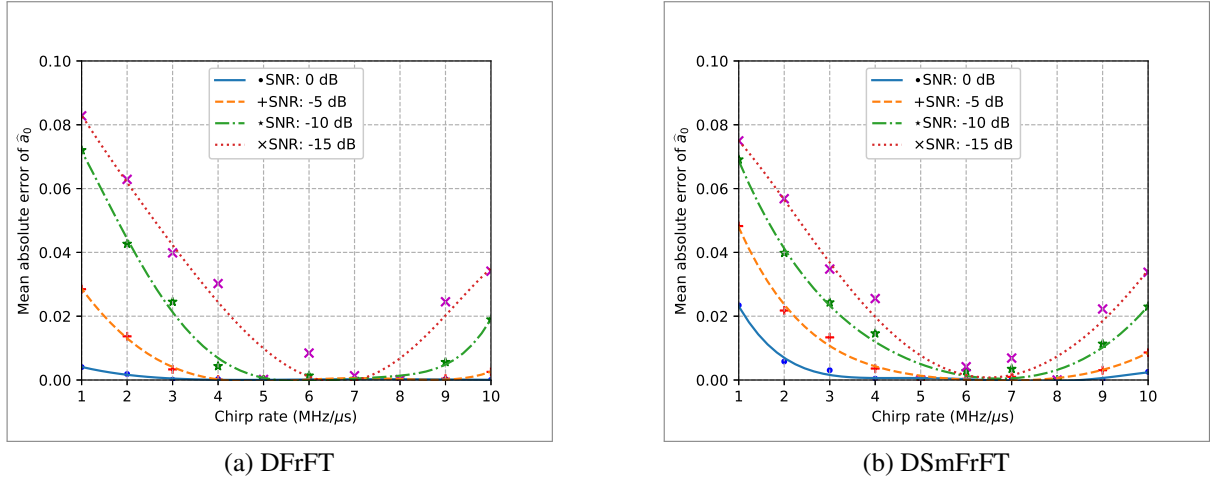 0.10
0.08
0.06
0.04
0.02
0.00
Mean absolute error of â₀
•SNR: 0 dB
+SNR: -5 dB
⋆SNR: -10 dB
×SNR: -15 dB
1 2 3 4 5 6 7 8 9 10
Chirp rate (MHz/μs)
(a) DFrFT
0.10
0.08
0.06
0.04
0.02
0.00
Mean absolute error of â₀
•SNR: 0 dB
+SNR: -5 dB
⋆SNR: -10 dB
×SNR: -15 dB
1 2 3 4 5 6 7 8 9 10
Chirp rate (MHz/μs)
(b) DSmFrFT